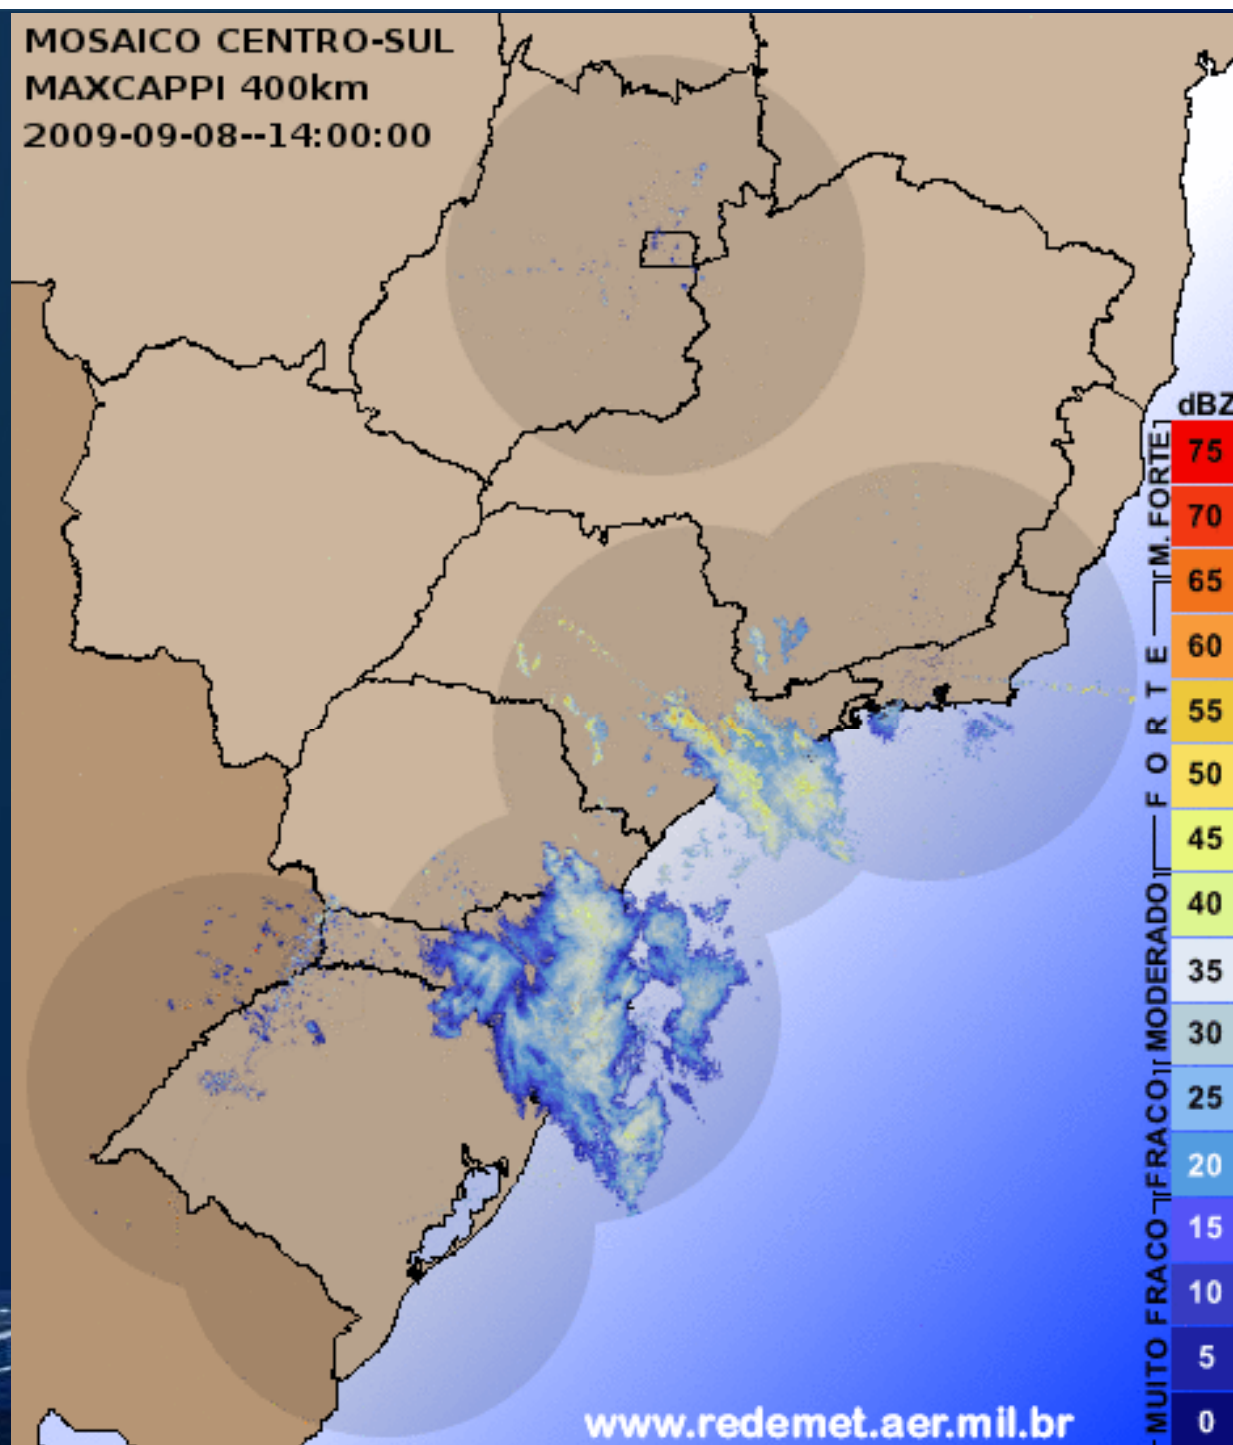 MOSAICO CENTRO-SUL
MAXCAPPI 400km
2009-09-08--14:00:00
dBZ
75
70
65
60
55
50
45
40
35
30
25
20
15
10
5
0
M. FORTE
FORTE
MODERADO
FRACO
MUITO FRACO
www.redemet.aer.mil.br